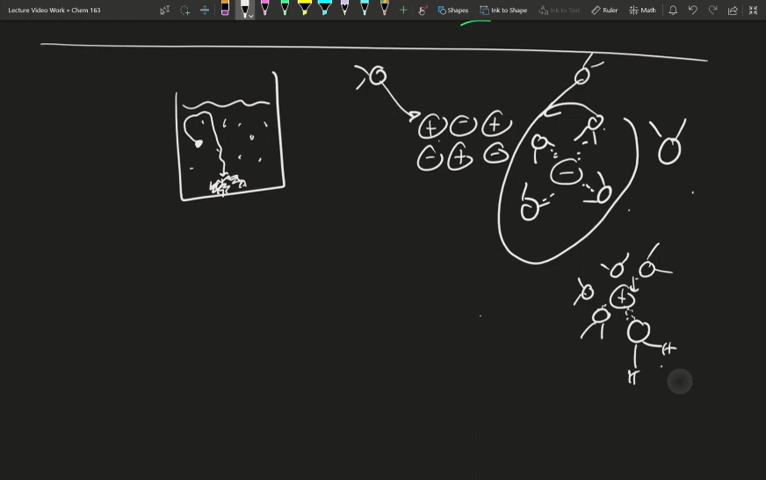 Lecture Video Work » Chem 163
Shapes Ink to Shape Ink to Text Ruler Math
+ - +
- + -
-
+
H
H